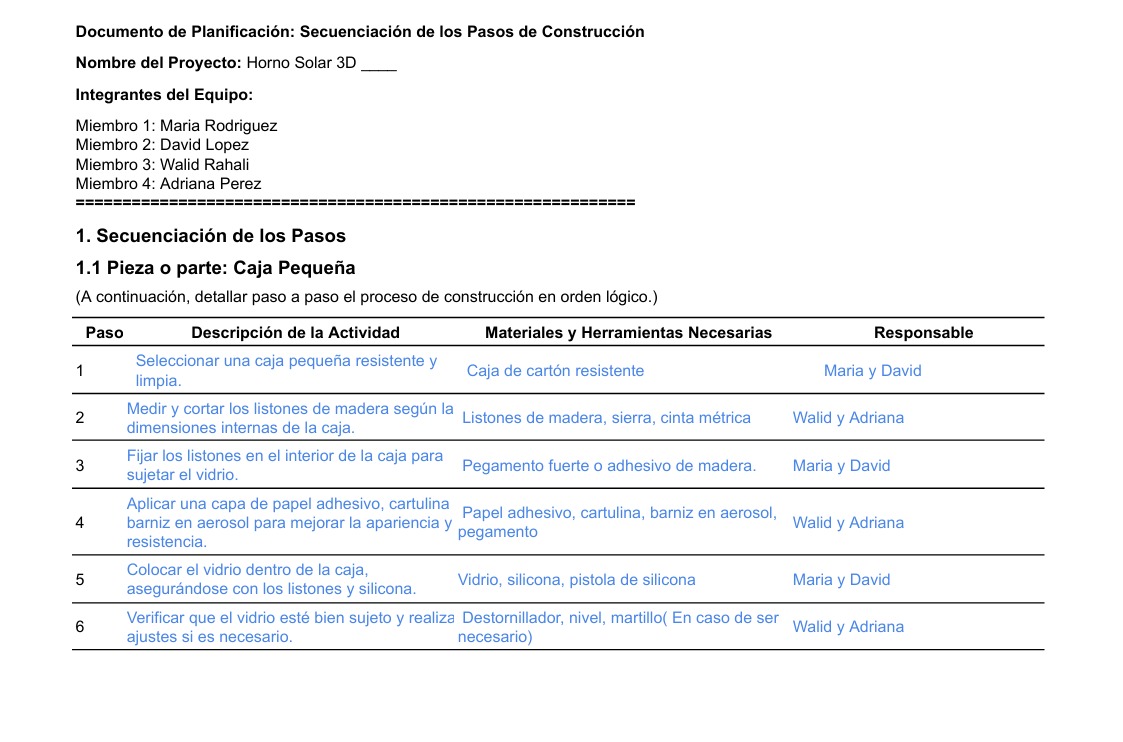 Documento de Planificación: Secuenciación de los Pasos de Construcción
Nombre del Proyecto: Horno Solar 3D ____
Integrantes del Equipo:
Miembro 1: Maria Rodriguez
Miembro 2: David Lopez
Miembro 3: Walid Rahali
Miembro 4: Adriana Perez
============================================================
1. Secuenciación de los Pasos
1.1 Pieza o parte: Caja Pequeña
(A continuación, detallar paso a paso el proceso de construcción en orden lógico.)
Paso Descripción de la Actividad Materiales y Herramientas Necesarias Responsable
1 Seleccionar una caja pequeña resistente y limpia. Caja de cartón resistente Maria y David
2 Medir y cortar los listones de madera según la dimensiones internas de la caja. Listones de madera, sierra, cinta métrica Walid y Adriana
3 Fijar los listones en el interior de la caja para sujetar el vidrio. Pegamento fuerte o adhesivo de madera. Maria y David
4 Aplicar una capa de papel adhesivo, cartulina barniz en aerosol para mejorar la apariencia y resistencia. Papel adhesivo, cartulina, barniz en aerosol, pegamento Walid y Adriana
5 Colocar el vidrio dentro de la caja, asegurándose con los listones y silicona. Vidrio, silicona, pistola de silicona Maria y David
6 Verificar que el vidrio esté bien sujeto y realiza ajustes si es necesario. Destornillador, nivel, martillo( En caso de ser necesario) Walid y Adriana